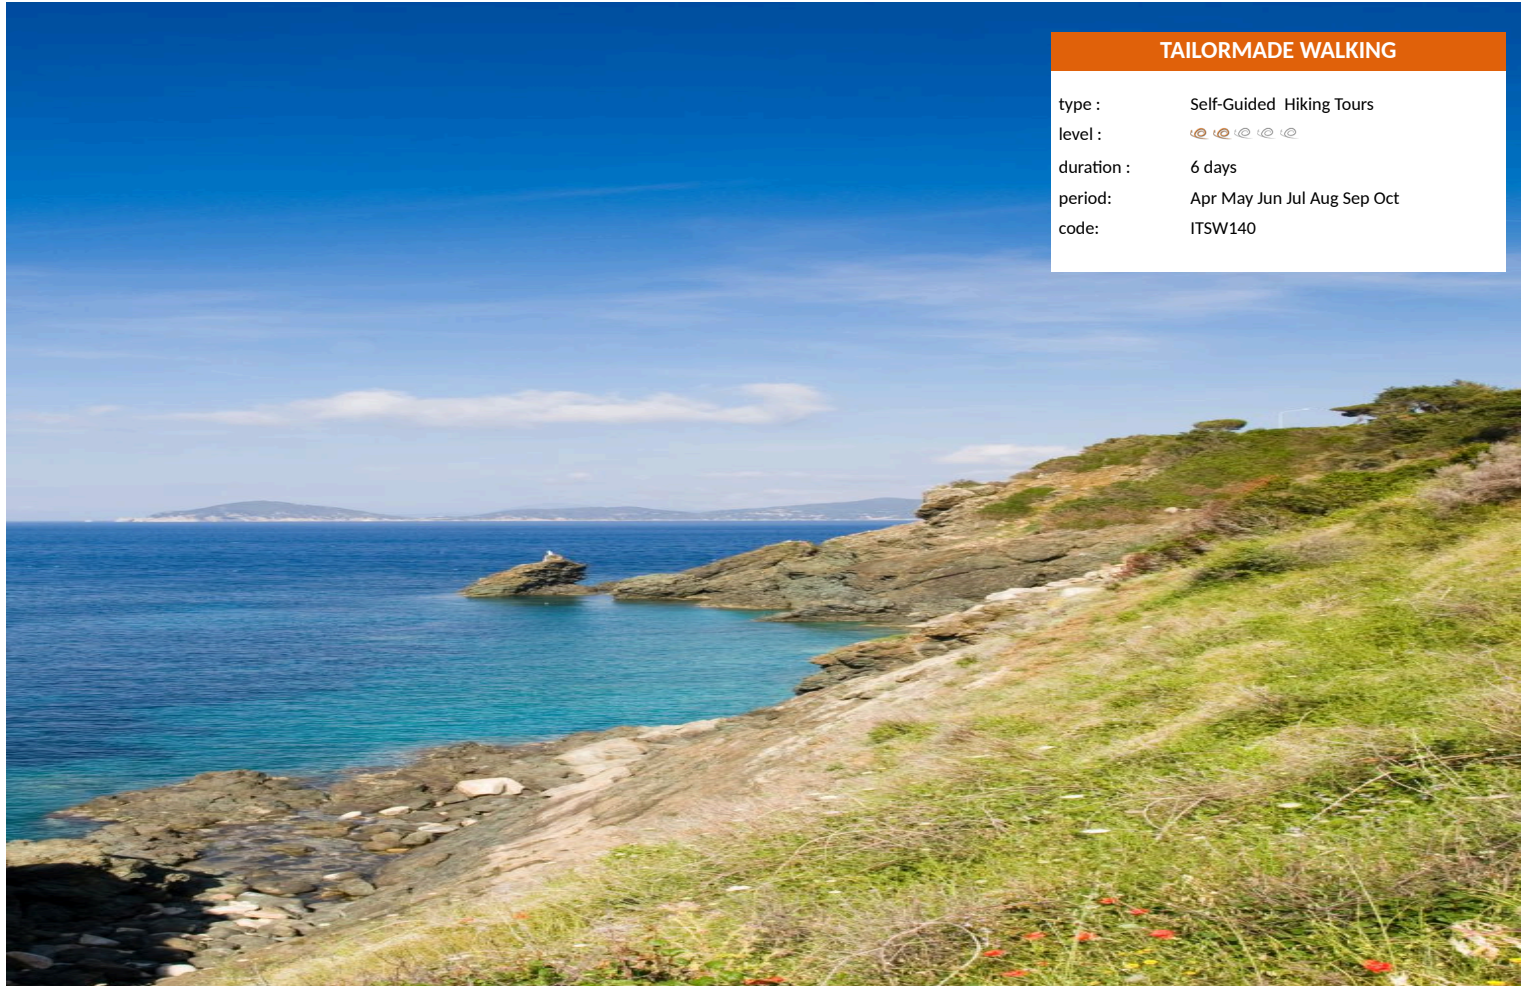 TAILORMADE WALKING
type : Self-Guided  Hiking Tours
level :
duration : 6 days
period: Apr May Jun Jul Aug Sep Oct
code: ITSW140